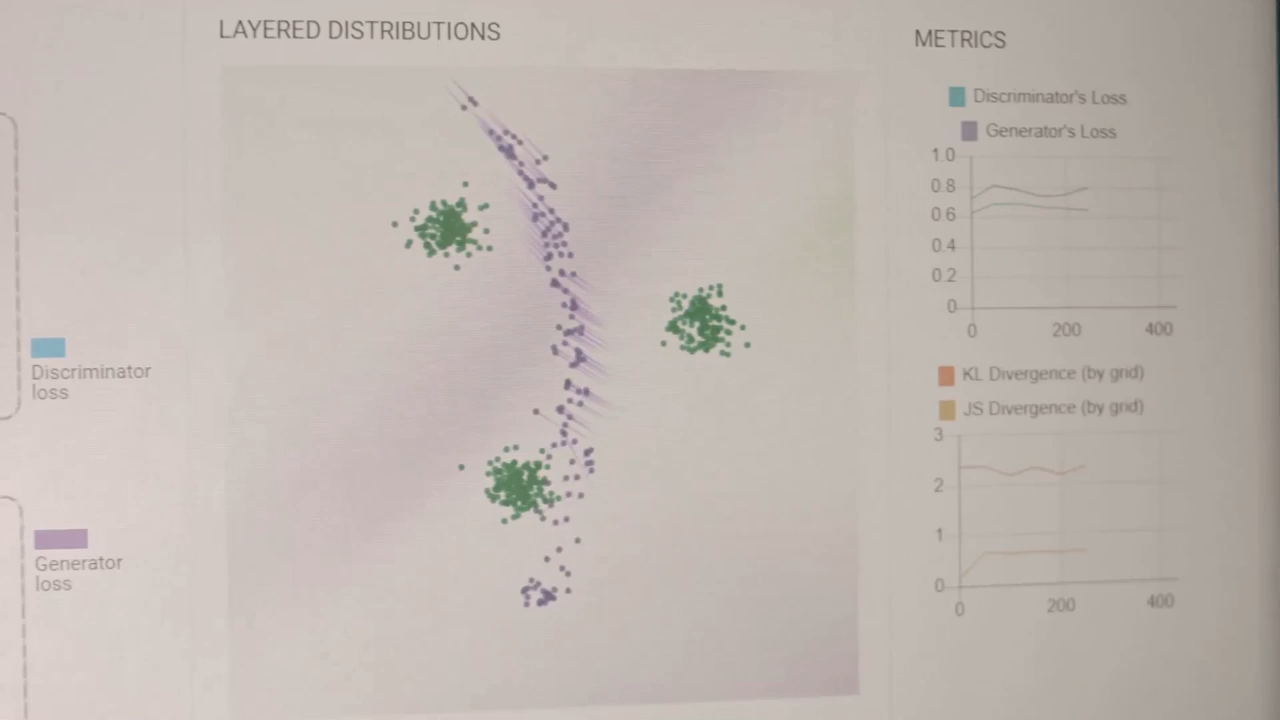 LAYERED DISTRIBUTIONS
Discriminator
loss
Generator
loss
METRICS
Discriminator's Loss
Generator's Loss
1.0
0.8
0.6
0.4
0.2
0
0 200 400
KL Divergence (by grid)
JS Divergence (by grid)
3
2
1
0
0 200 400